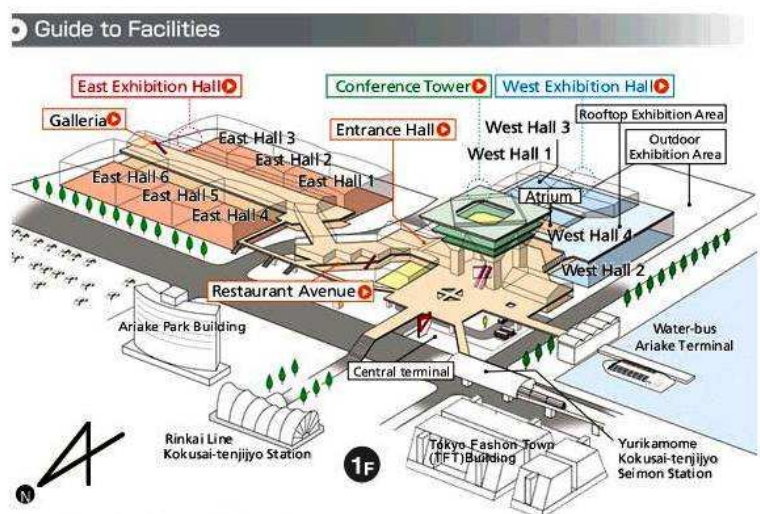 Guide to Facilities
East Exhibition Hall
Conference Tower
West Exhibition Hall
Galleria
Entrance Hall
West Hall 3
Rooftop Exhibition Area
East Hall 3
West Hall 1
Outdoor
Exhibition Area
East Hall 2
East Hall 6
East Hall 1
East Hall 5
Atrium
East Hall 4
West Hall 4
West Hall 2
Restaurant Avenue
Ariake Park Building
Water-bus
Ariake Terminal
Central terminal
Rinkai Line
Kokusai-tenjijyo Station
1F
Tokyo Fashon Town
(TFT)Building
Yurikamome
Kokusai-tenjijyo
Seimon Station
N